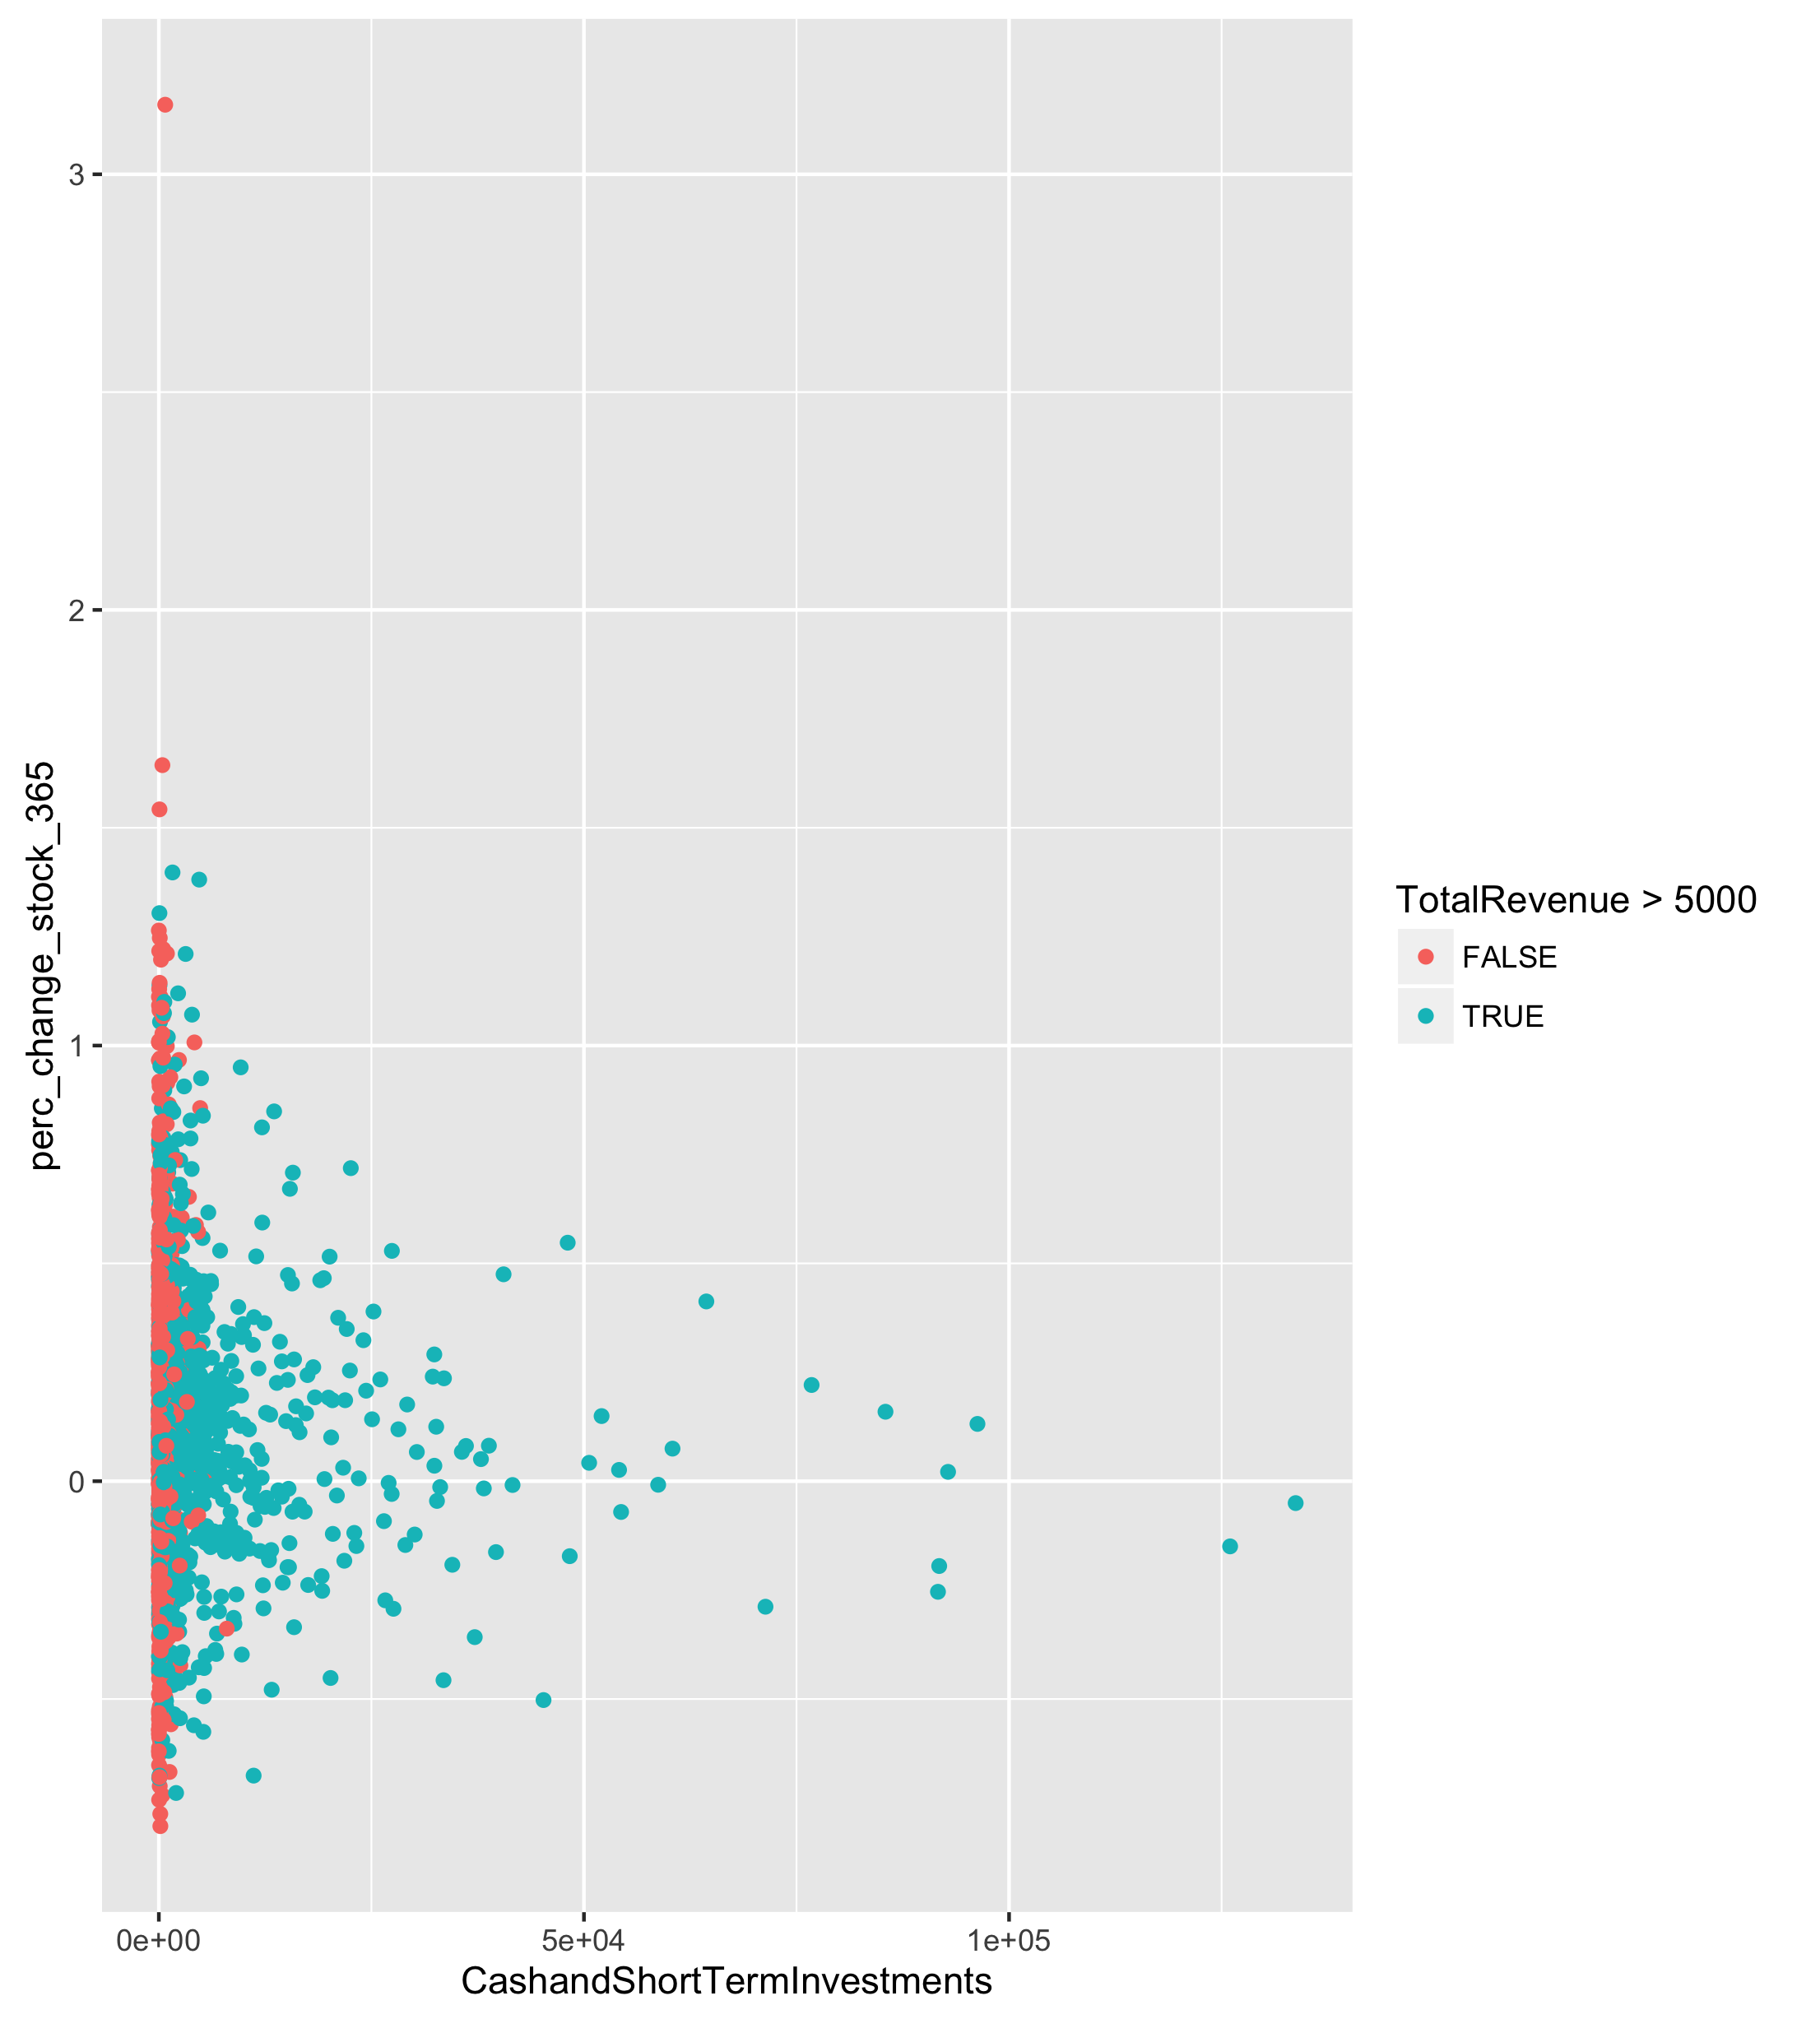 3
2
1
0
perc_change_stock_365
0e+00 5e+04 1e+05
CashandShortTermInvestments
TotalRevenue > 5000
FALSE
TRUE